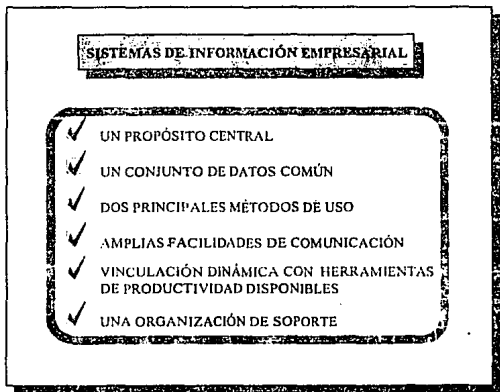 SISTEMAS DE INFORMACIÓN EMPRESARIAL
UN PROPÓSITO CENTRAL
UN CONJUNTO DE DATOS COMÚN
DOS PRINCIPALES MÉTODOS DE USO
AMPLIAS FACILIDADES DE COMUNICACIÓN
VINCULACIÓN DINÁMICA CON HERRAMIENTAS
DE PRODUCTIVIDAD DISPONIBLES
UNA ORGANIZACIÓN DE SOPORTE